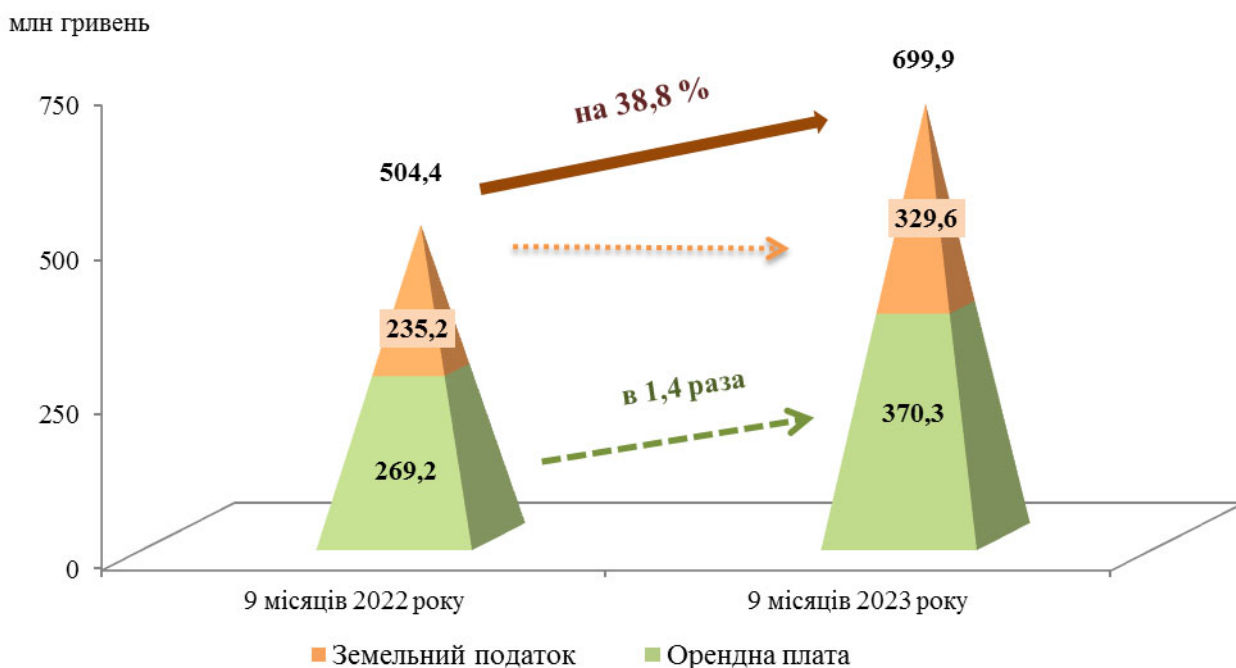 млн гривень
699,9
750
на 38,8 %
504,4
329,6
500
235,2
в 1,4 раза
250
370,3
269,2
0
9 місяців 2022 року
9 місяців 2023 року
Земельний податок
Орендна плата